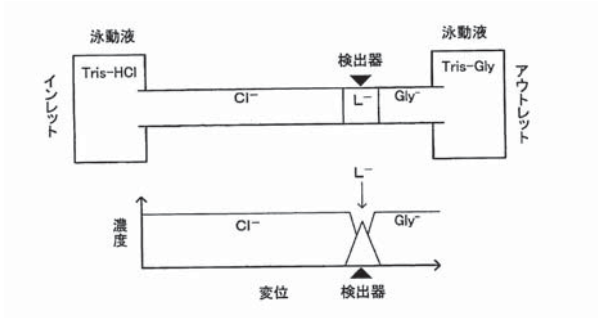 泳動液
Tris-HCl
インレット
検出器
泳動液
Tris-Gly
アウトレット
Cl⁻
L⁻
Gly⁻
L⁻
濃度
Cl⁻
Gly⁻
変位
検出器